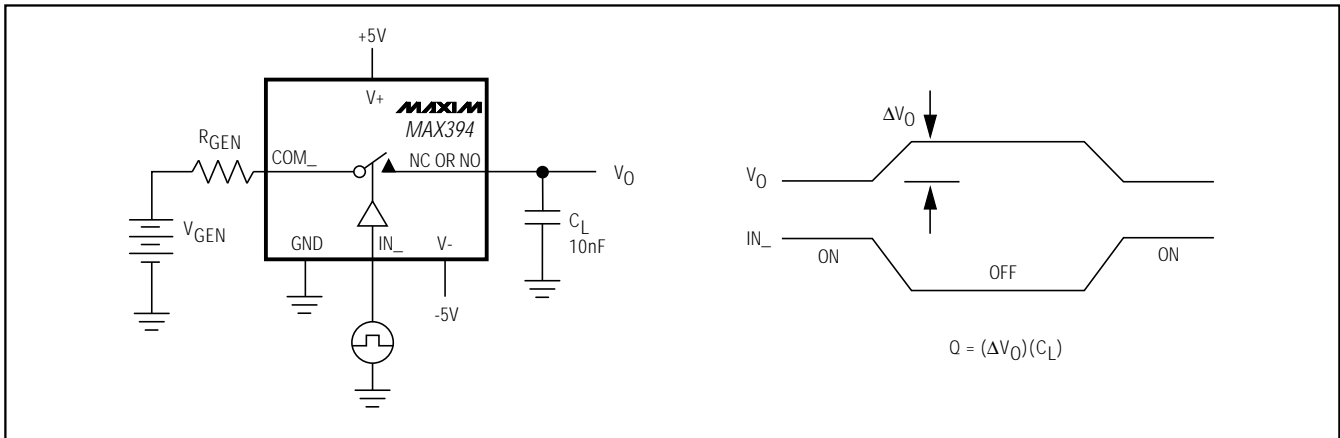 +5V
V+
MAXIM
MAX394
RGEN
COM_
NC OR NO
VO
VGEN
GND
IN_
V-
CL
10nF
-5V
ΔVO
VO
IN_
ON
OFF
ON
Q = (ΔVO)(CL)